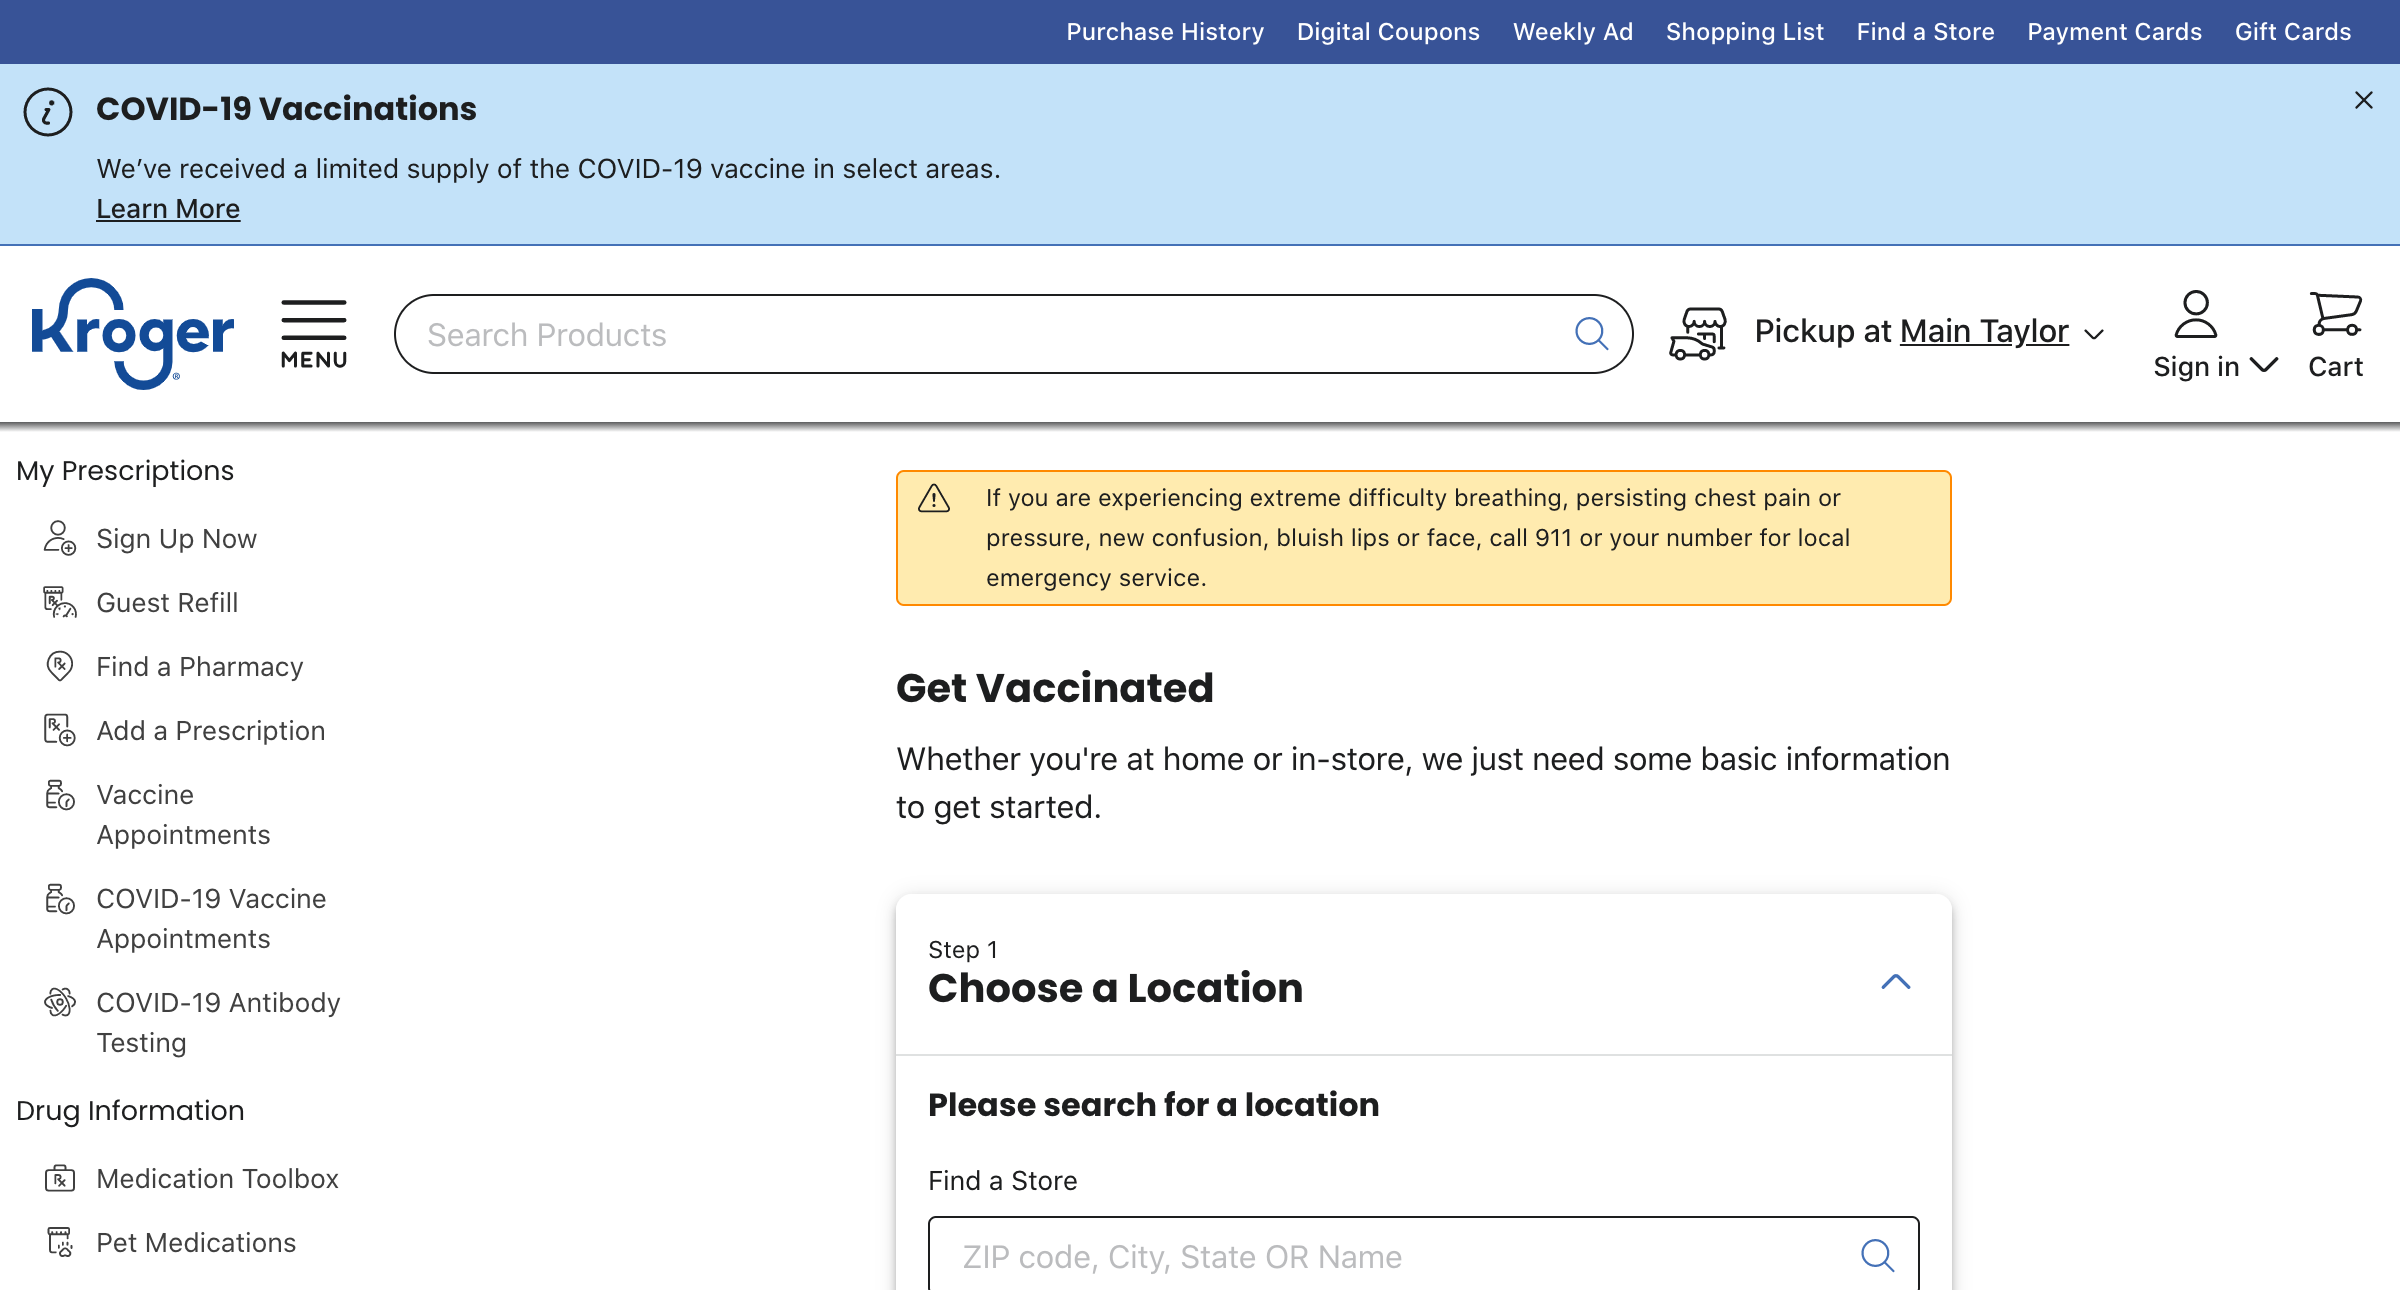 Purchase History Digital Coupons Weekly Ad Shopping List Find a Store Payment Cards Gift Cards
COVID-19 Vaccinations
We’ve received a limited supply of the COVID-19 vaccine in select areas.
Learn More
Kroger®
MENU
Search Products
Pickup at Main Taylor
Sign in
Cart
My Prescriptions
Sign Up Now
Guest Refill
Find a Pharmacy
Add a Prescription
Vaccine
Appointments
COVID-19 Vaccine
Appointments
COVID-19 Antibody
Testing
Drug Information
Medication Toolbox
Pet Medications
If you are experiencing extreme difficulty breathing, persisting chest pain or
pressure, new confusion, bluish lips or face, call 911 or your number for local
emergency service.
Get Vaccinated
Whether you're at home or in-store, we just need some basic information
to get started.
Step 1
Choose a Location
Please search for a location
Find a Store
ZIP code, City, State OR Name